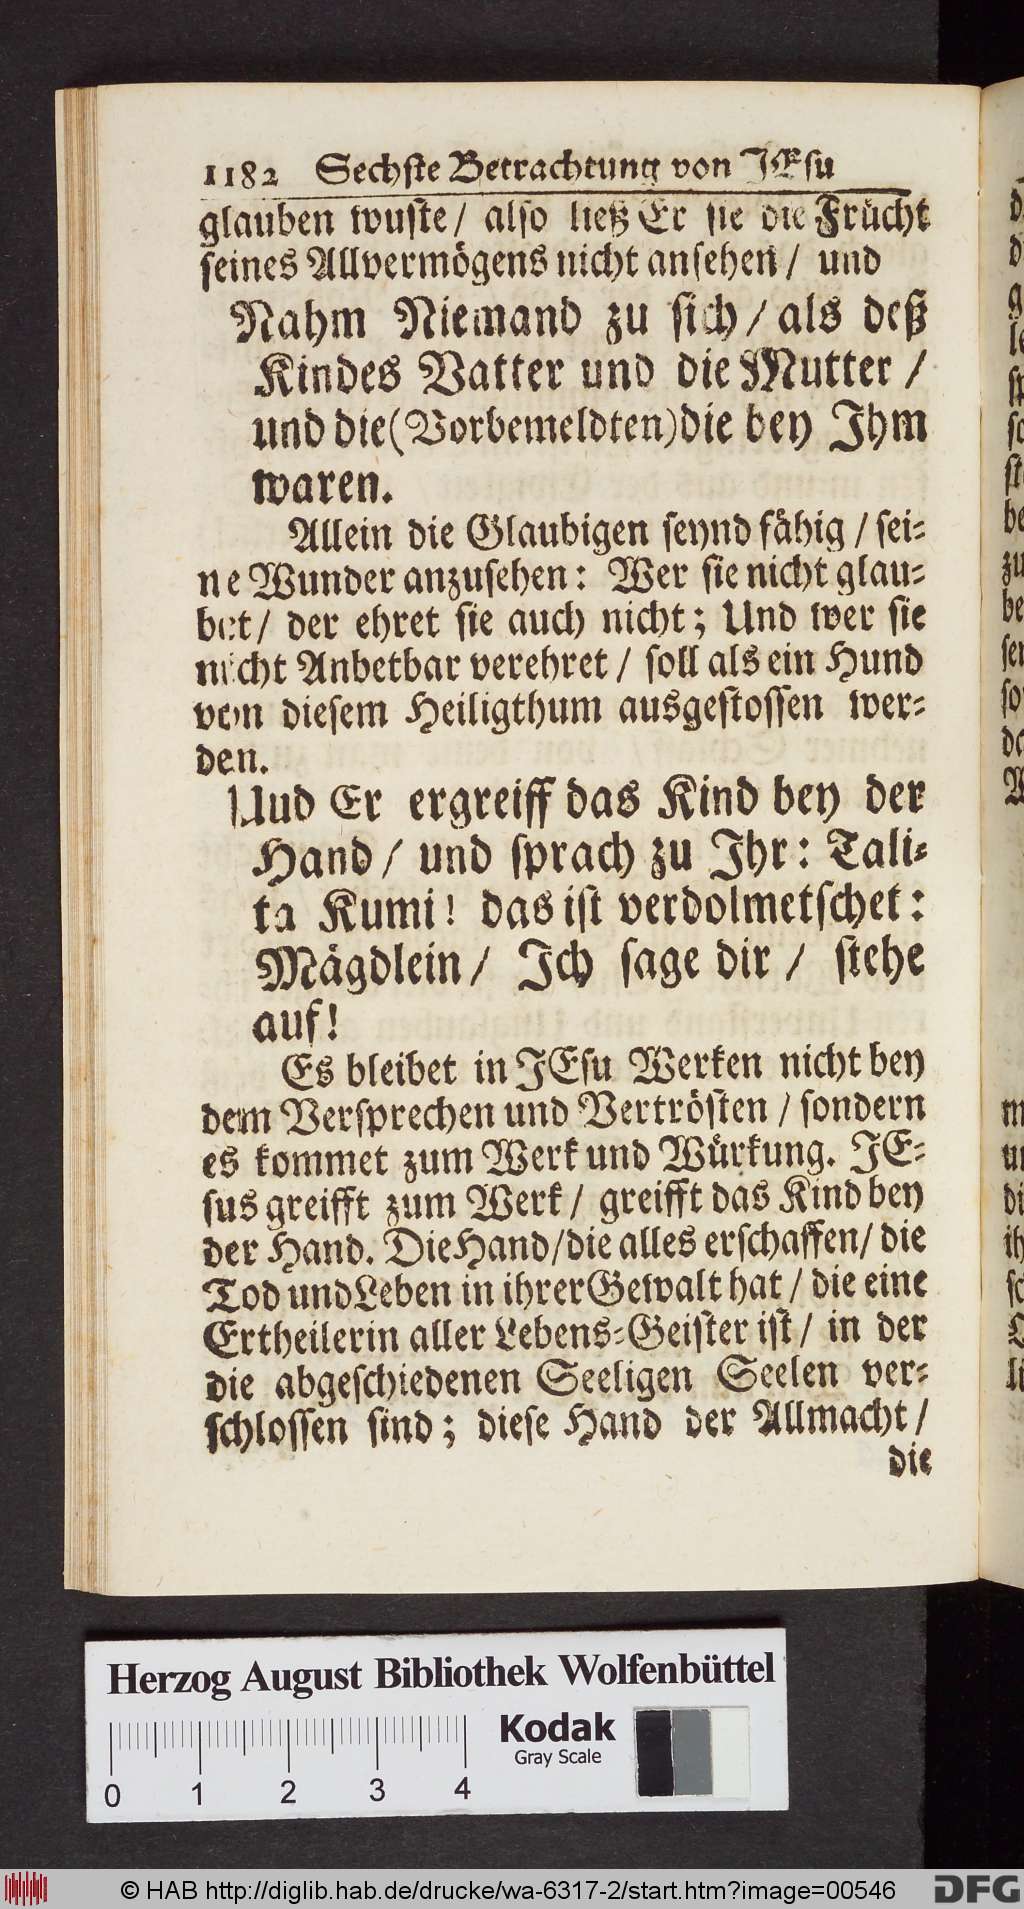 1182 Sechste Betrachtung von JEsu
glauben wuste / also ließ Er sie die Frücht
seines Allvermögens nicht ansehen / und
Nahm Niemand zu sich / als deß
Kindes Vatter und die Mutter /
und die (Vorbemeldten) die bey Jhm
waren.
Allein die Glaubigen seynd fähig / sei-
ne Wunder anzusehen: Wer sie nicht glau-
bet / der ehret sie auch nicht; Und wer sie
nicht Anbetbar verehret / soll als ein Hund
von diesem Heiligthum ausgestossen wer-
den.
Uud Er ergreiff das Kind bey der
Hand / und sprach zu Jhr: Tali-
ta Kumi! das ist verdolmetschet:
Mägdlein / Jch sage dir / stehe
auf!
Es bleibet in JEsu Werken nicht bey
dem Versprechen und Vertrösten / sondern
es kommet zum Werk und Würkung. JE-
sus greifft zum Werk / greifft das Kind bey
der Hand. Die Hand / die alles erschaffen / die
Tod und Leben in ihrer Gewalt hat / die eine
Ertheilerin aller Lebens-Geister ist / in der
die abgeschiedenen Seeligen Seelen ver-
schlossen sind; diese Hand der Allmacht /
die
Herzog August Bibliothek Wolfenbüttel
Kodak
Gray Scale
0 1 2 3 4
© HAB http://diglib.hab.de/drucke/wa-6317-2/start.htm?image=00546
DFG